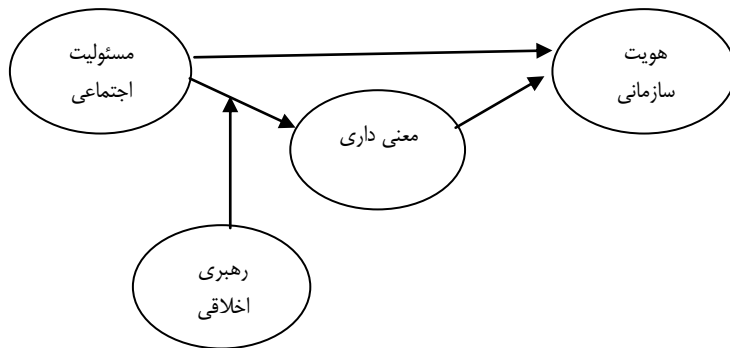 مسئولیت
اجتماعی
هویت
سازمانی
معنی داری
رهبری
اخلاقی